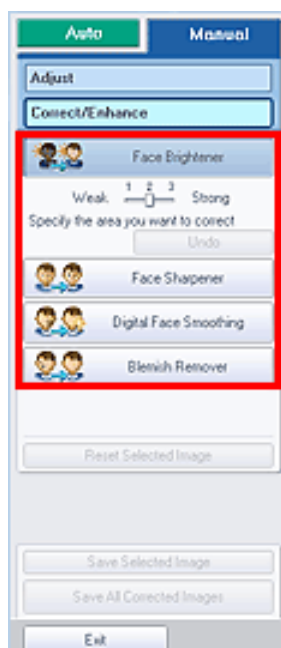 Auto Manual
Adjust
Correct/Enhance
Face Brightener
1 2 3
Weak Strong
Specify the area you want to correct
Undo
Face Sharpener
Digital Face Smoothing
Blemish Remover
Reset Selected Image
Save Selected Image
Save All Corrected Images
Exit